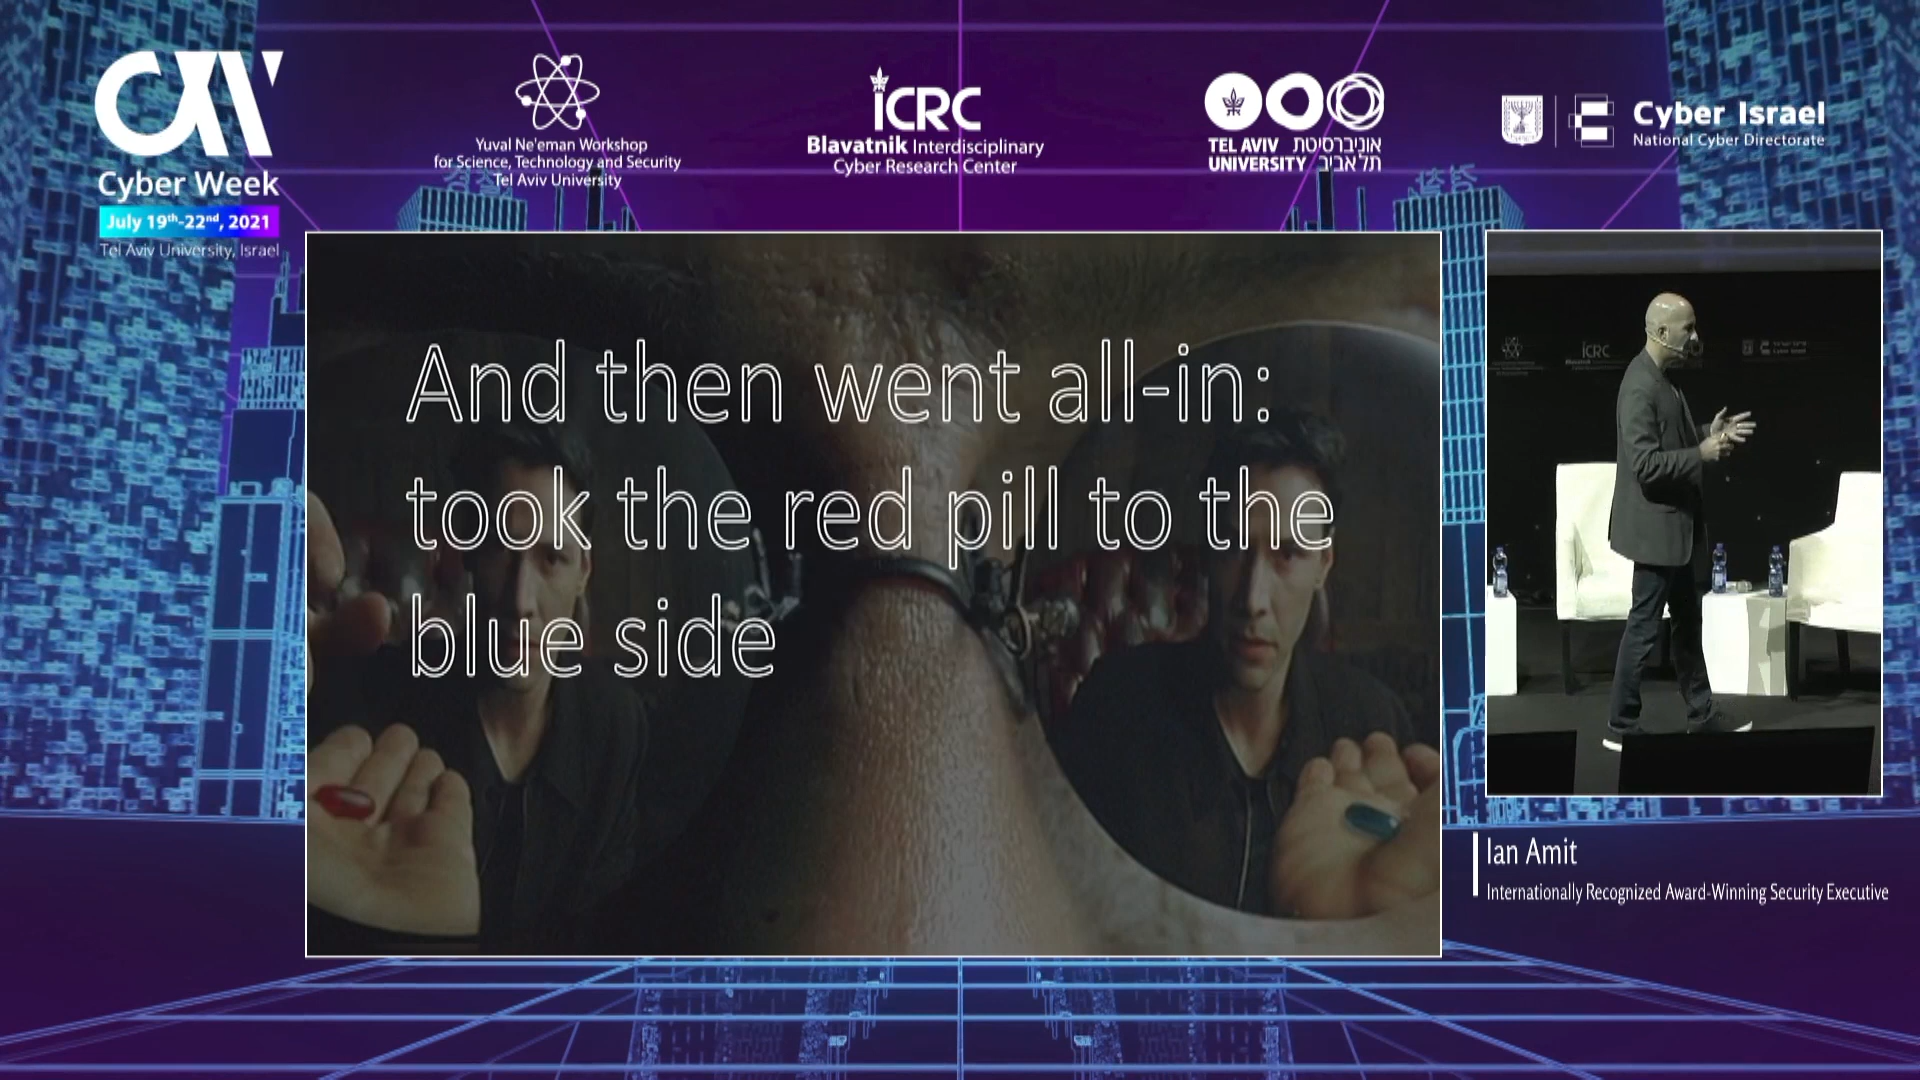 Cyber Week
July 19th-22nd, 2021
Tel Aviv University, Israel
Yuval Ne'eman Workshop
for Science, Technology and Security
Tel Aviv University
iCRC
Blavatnik Interdisciplinary
Cyber Research Center
TEL AVIV אוניברסיטת
UNIVERSITY תל אביב
Cyber Israel
National Cyber Directorate
And then went all-in:
took the red pill to the
blue side
iCRC
Ian Amit
Internationally Recognized Award-Winning Security Executive